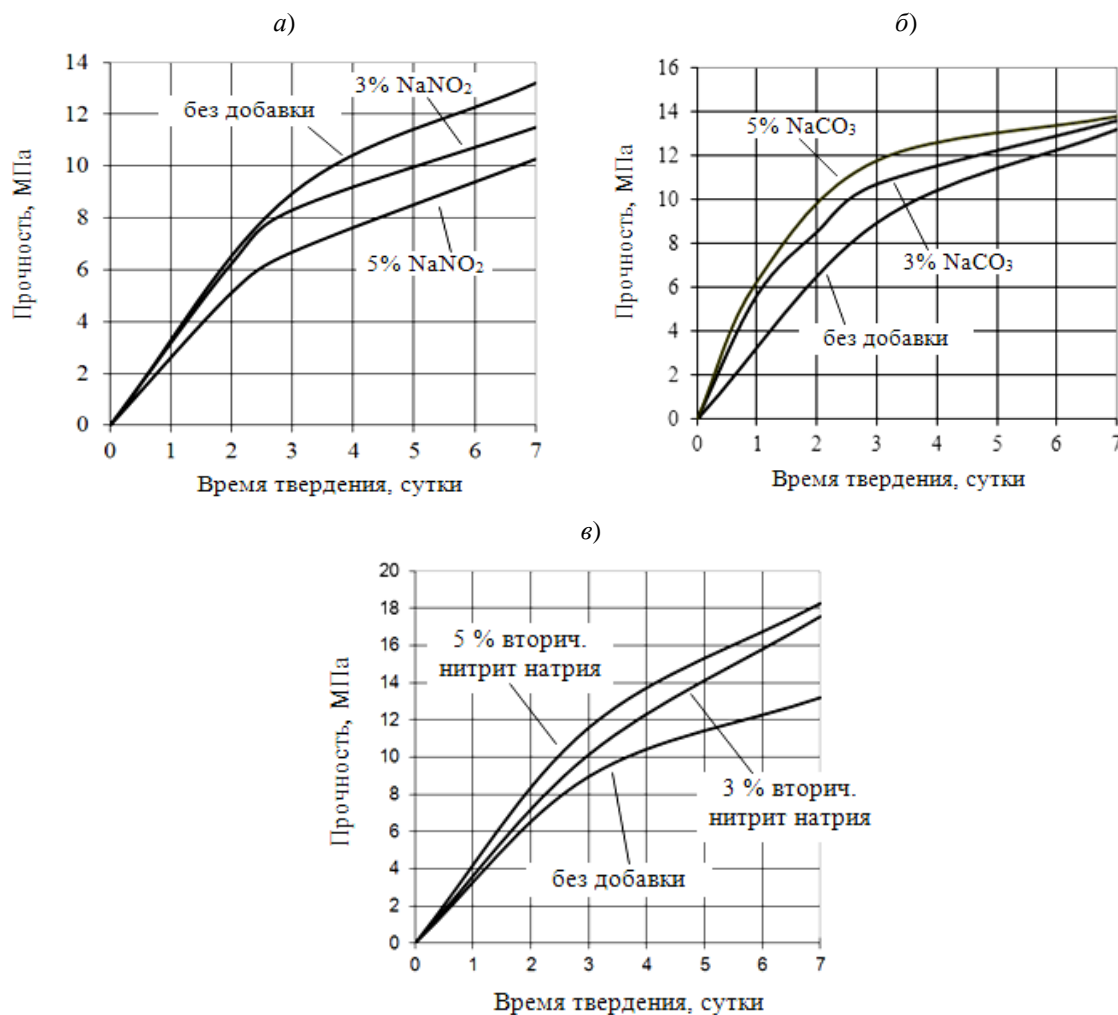 а)
14
12
10
8
6
4
2
0
0 1 2 3 4 5 6 7
Прочность, МПа
Время твердения, сутки
без добавки
3% NaNO₂
5% NaNO₂
б)
16
14
12
10
8
6
4
2
0
0 1 2 3 4 5 6 7
Прочность, МПа
Время твердения, сутки
5% NaCO₃
3% NaCO₃
без добавки
в)
20
18
16
14
12
10
8
6
4
2
0
0 1 2 3 4 5 6 7
Прочность, МПа
Время твердения, сутки
5 % вторич.
нитрит натрия
3 % вторич.
нитрит натрия
без добавки